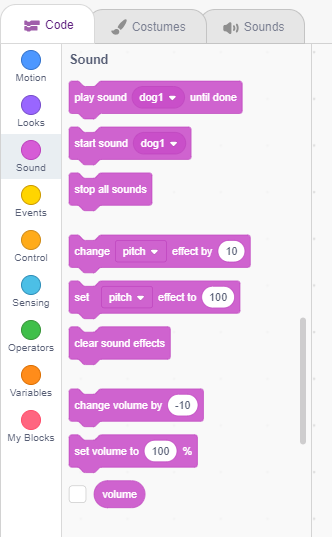 Code Costumes Sounds
Motion
Looks
Sound
Events
Control
Sensing
Operators
Variables
My Blocks
Sound
play sound dog1 until done
start sound dog1
stop all sounds
change pitch effect by 10
set pitch effect to 100
clear sound effects
change volume by -10
set volume to 100 %
volume